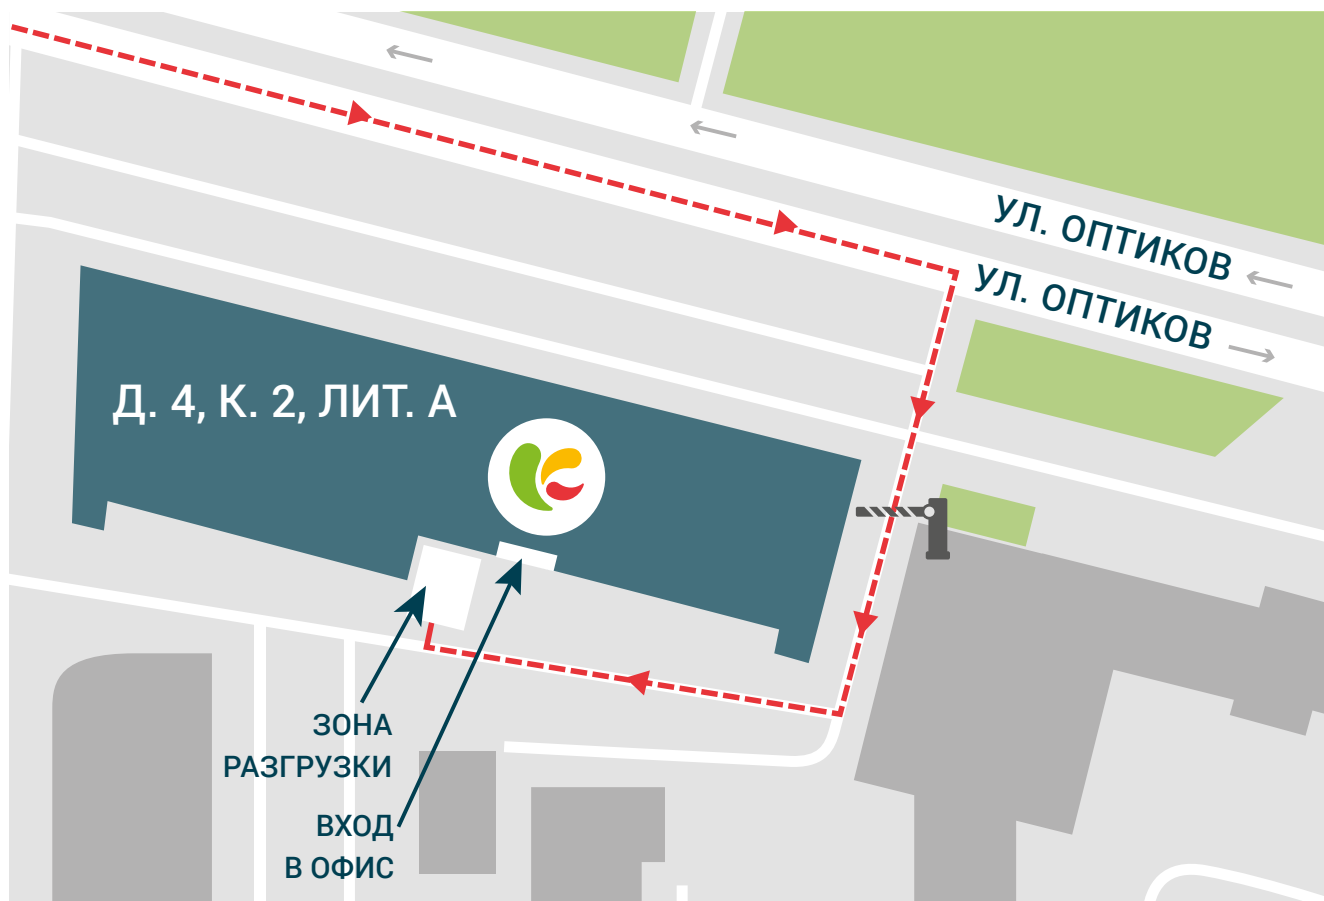 УЛ. ОПТИКОВ
УЛ. ОПТИКОВ
Д. 4, К. 2, ЛИТ. А
ЗОНА
РАЗГРУЗКИ
ВХОД
В ОФИС